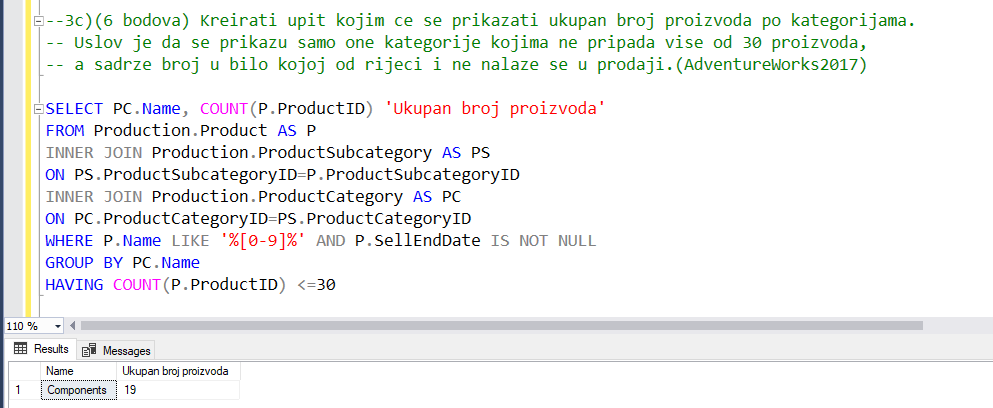 --3c)(6 bodova) Kreirati upit kojim ce se prikazati ukupan broj proizvoda po kategorijama.
-- Uslov je da se prikazu samo one kategorije kojima ne pripada vise od 30 proizvoda,
-- a sadrze broj u bilo kojoj od rijeci i ne nalaze se u prodaji.(AdventureWorks2017)
SELECT PC.Name, COUNT(P.ProductID) 'Ukupan broj proizvoda'
FROM Production.Product AS P
INNER JOIN Production.ProductSubcategory AS PS
ON PS.ProductSubcategoryID=P.ProductSubcategoryID
INNER JOIN Production.ProductCategory AS PC
ON PC.ProductCategoryID=PS.ProductCategoryID
WHERE P.Name LIKE '%[0-9]%' AND P.SellEndDate IS NOT NULL
GROUP BY PC.Name
HAVING COUNT(P.ProductID) <=30
110 %
Results Messages
Name Ukupan broj proizvoda
1 Components 19